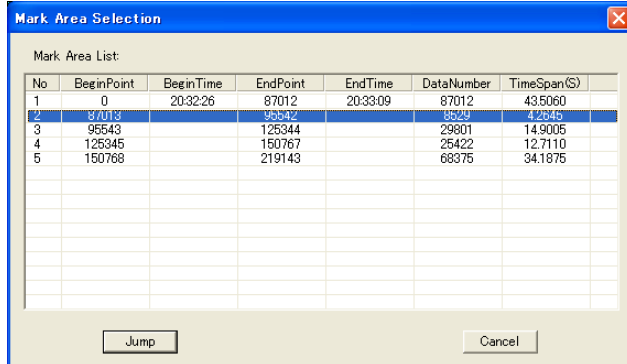 Mark Area Selection
Mark Area List:
No BeginPoint BeginTime EndPoint EndTime DataNumber TimeSpan(S)
1 0 20:32:26 87012 20:33:09 87012 43.5060
2 87013 95542 8529 4.2645
3 95543 125344 29801 14.9005
4 125345 150767 25422 12.7110
5 150768 219143 68375 34.1875
Jump Cancel